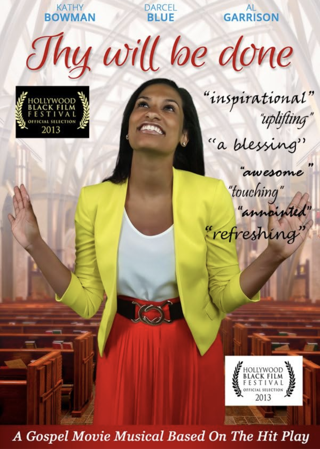 KATHY DARCEL AL
BOWMAN BLUE GARRISON
Thy will be done
HOLLYWOOD
BLACK FILM
FESTIVAL
OFFICIAL SELECTION
2013
"inspirational"
"uplifting"
"a blessing"
"awesome"
"touching"
"annointed"
"refreshing"
HOLLYWOOD
BLACK FILM
FESTIVAL
OFFICIAL SELECTION
2013
A Gospel Movie Musical Based On The Hit Play